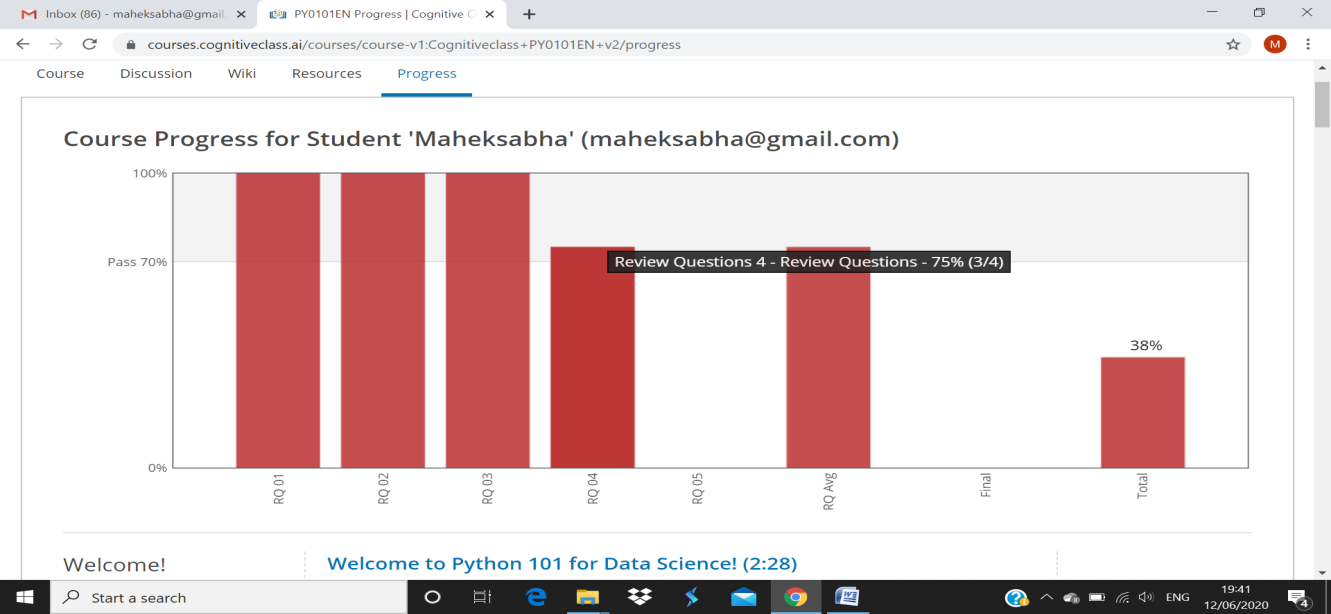 Inbox (86) - maheksabha@gmail.
PY0101EN Progress | Cognitive C
courses.cognitiveclass.ai/courses/course-v1:Cognitiveclass+PY0101EN+v2/progress
M
Course Discussion Wiki Resources Progress
Course Progress for Student 'Maheksabha' (maheksabha@gmail.com)
100%
Pass 70%
Review Questions 4 - Review Questions - 75% (3/4)
38%
0%
RQ 01
RQ 02
RQ 03
RQ 04
RQ 05
RQ Avg
Final
Total
Welcome!
Welcome to Python 101 for Data Science! (2:28)
Start a search
ENG
19:41
12/06/2020
4